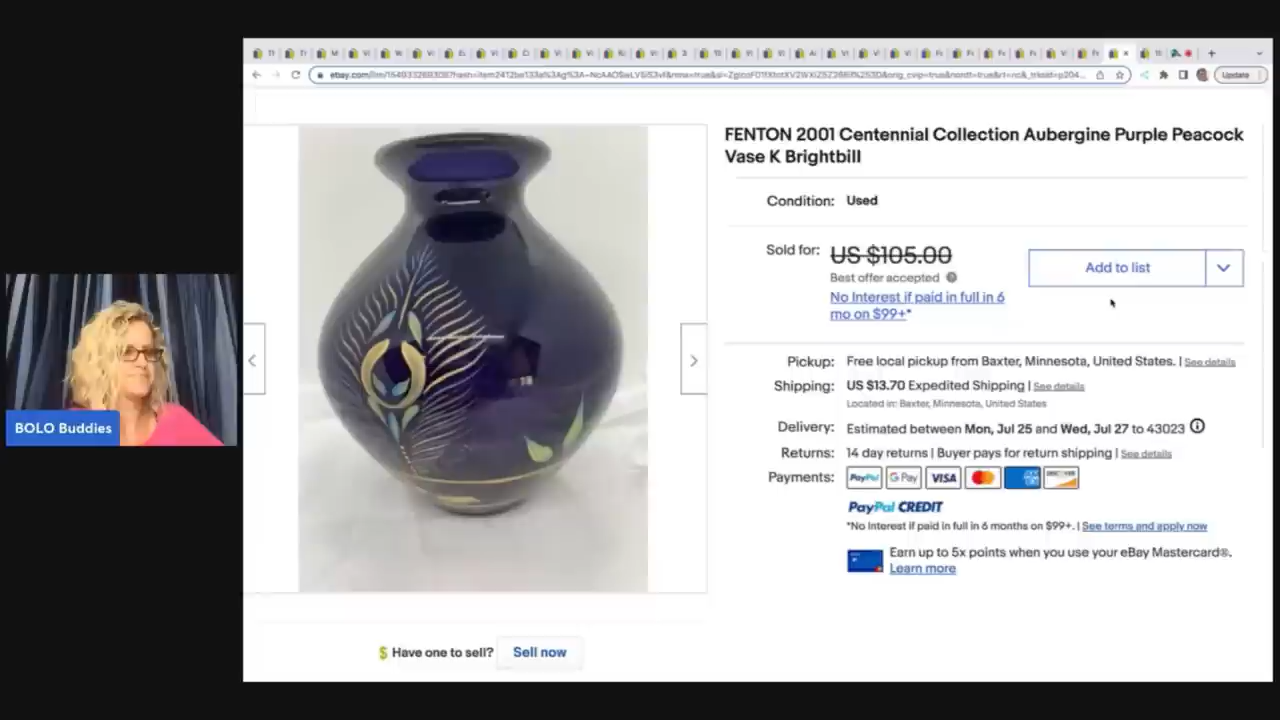 Update
FENTON 2001 Centennial Collection Aubergine Purple Peacock
Vase K Brightbill
Condition: Used
Sold for: US $105.00
Best offer accepted
No Interest if paid in full in 6
mo on $99+*
Add to list
Pickup: Free local pickup from Baxter, Minnesota, United States. | See details
Shipping: US $13.70 Expedited Shipping | See details
Located in: Baxter, Minnesota, United States
Delivery: Estimated between Mon, Jul 25 and Wed, Jul 27 to 43023
Returns: 14 day returns | Buyer pays for return shipping | See details
Payments: PayPal G Pay VISA
DISCOVER
PayPal CREDIT
*No Interest if paid in full in 6 months on $99+. | See terms and apply now
Earn up to 5x points when you use your eBay Mastercard®.
Learn more
BOLO Buddies
$ Have one to sell? Sell now